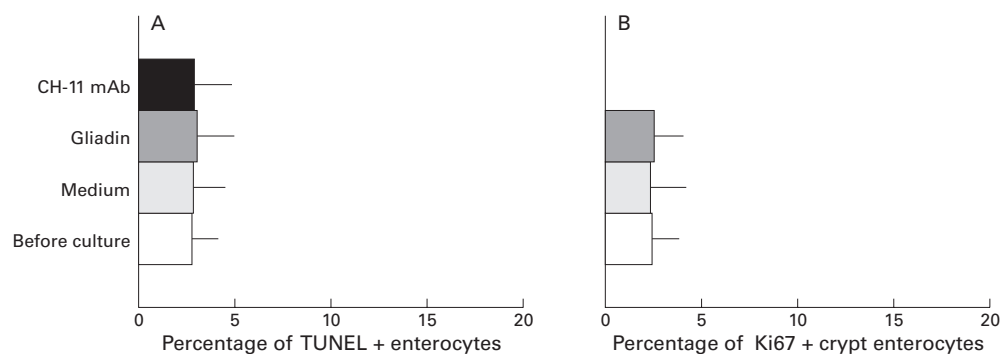 A
B
CH-11 mAb
Gliadin
Medium
Before culture
0 5 10 15 20
0 5 10 15 20
Percentage of TUNEL + enterocytes
Percentage of Ki67 + crypt enterocytes